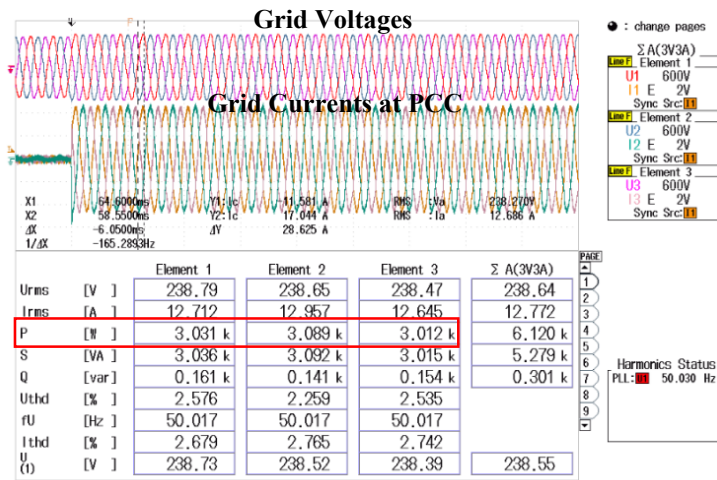 Grid Voltages
Grid Currents at PCC
X1 64.6000ms Y1:Ic -11.581 A RMS :Va 238.270V
X2 58.5500ms Y2:Ic 17.044 A RMS :Ia 12.686 A
ΔX -6.0500ms ΔY 28.625 A
1/ΔX -165.2893Hz
Element 1 Element 2 Element 3 Σ A(3V3A)
Urms [V ] 238.79 238.65 238.47 238.64
Irms [A ] 12.712 12.957 12.645 12.772
P [W ] 3.031 k 3.089 k 3.012 k 6.120 k
S [VA ] 3.036 k 3.092 k 3.015 k 5.279 k
Q [var] 0.161 k 0.141 k 0.154 k 0.301 k
Uthd [% ] 2.576 2.259 2.535
fU [Hz ] 50.017 50.017 50.017
Ithd [% ] 2.679 2.765 2.742
U
(1) [V ] 238.73 238.52 238.39 238.55
PAGE
1
2
3
4
5
6
7
8
9
: change pages
Σ A(3V3A)
Line F Element 1
U1 600V
I1 E 2V
Sync Src:I1
Line F Element 2
U2 600V
I2 E 2V
Sync Src:I1
Line F Element 3
U3 600V
I3 E 2V
Sync Src:I1
Harmonics Status
PLL:U1 50.030 Hz